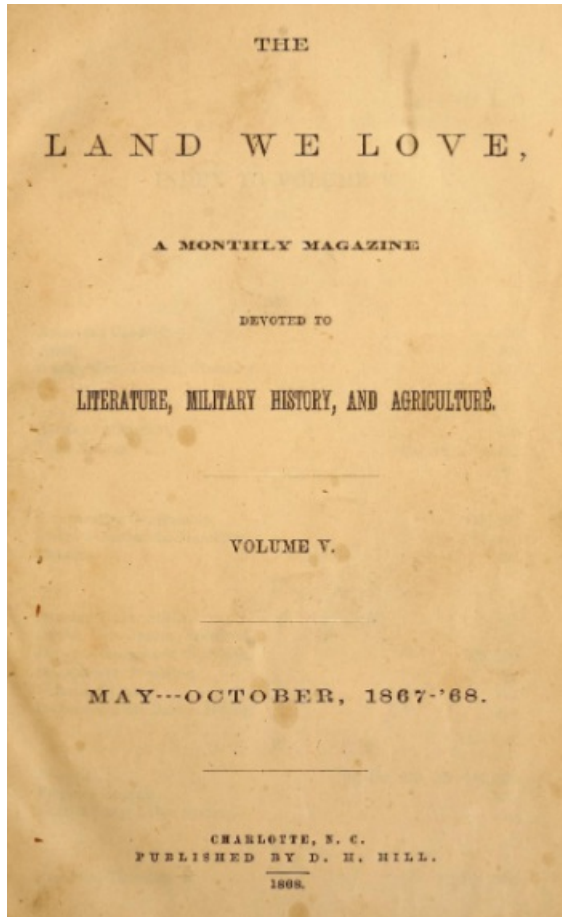 THE
LAND WE LOVE,
A MONTHLY MAGAZINE
DEVOTED TO
LITERATURE, MILITARY HISTORY, AND AGRICULTURE.
VOLUME V.
MAY---OCTOBER, 1867-'68.
CHARLOTTE, N. C.
PUBLISHED BY D. H. HILL.
1868.